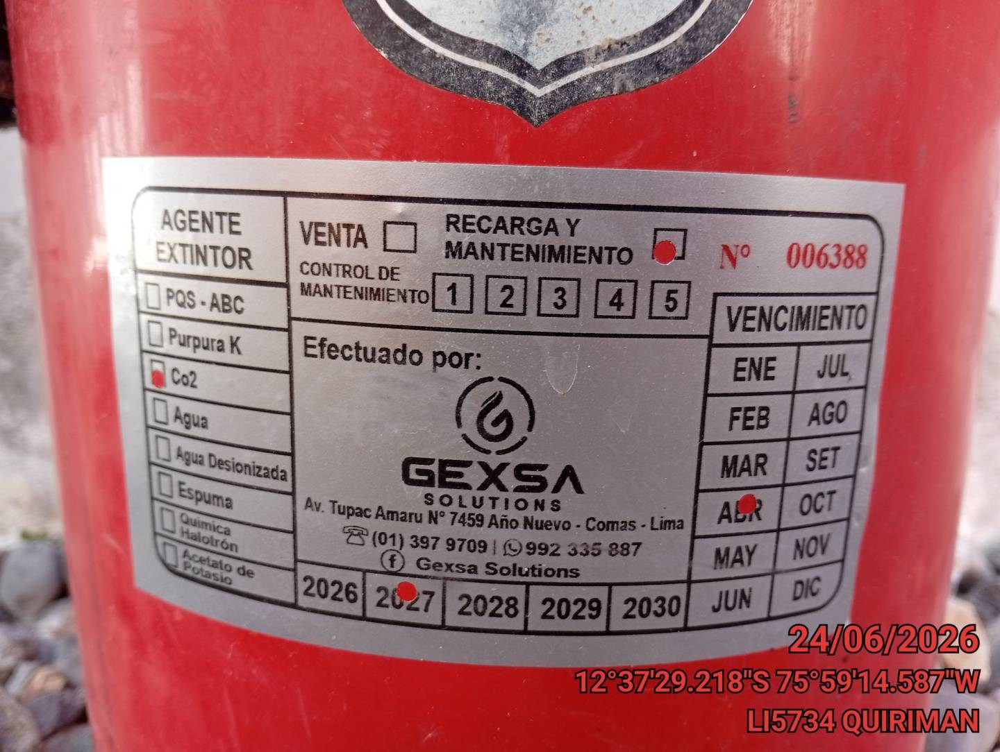 AGENTE
EXTINTOR
PQS - ABC
Purpura K
Co2
Agua
Agua Desionizada
Espuma
Quimica
Halotrón
Acetato de
Potasio
VENTA
RECARGA Y
MANTENIMIENTO
CONTROL DE
MANTENIMIENTO 1 2 3 4 5
N° 006388
Efectuado por:
GEXSA
SOLUTIONS
Av. Tupac Amaru N° 7459 Año Nuevo - Comas - Lima
(01) 397 9709 | 992 335 887
f Gexsa Solutions
2026 2027 2028 2029 2030
VENCIMIENTO
ENE JUL
FEB AGO
MAR SET
ABR OCT
MAY NOV
JUN DIC
24/06/2026
12°37'29.218"S 75°59'14.587"W
LI5734 QUIRIMAN